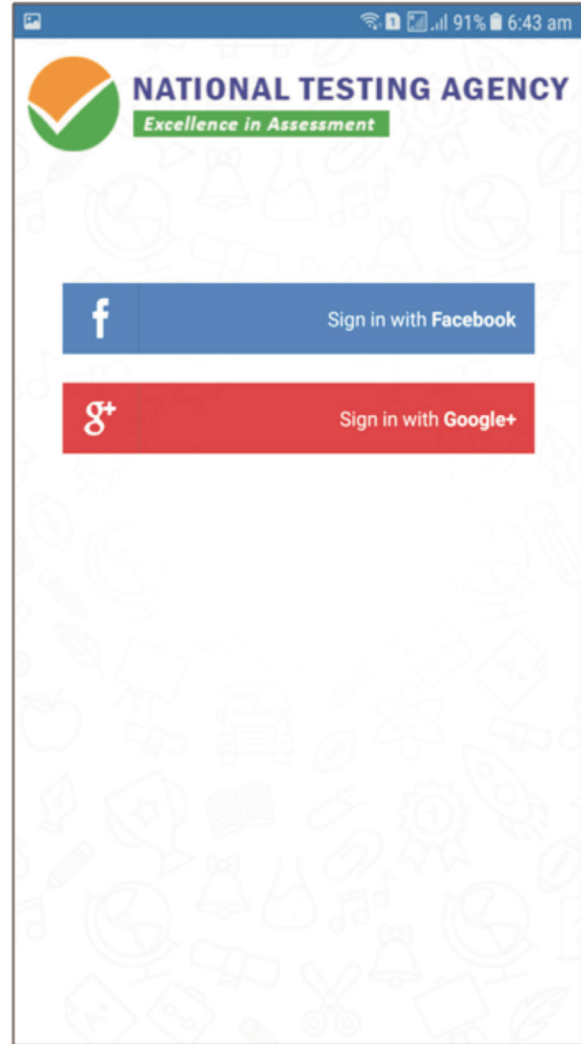 91% 6:43 am
NATIONAL TESTING AGENCY
Excellence in Assessment
f Sign in with Facebook
g+ Sign in with Google+